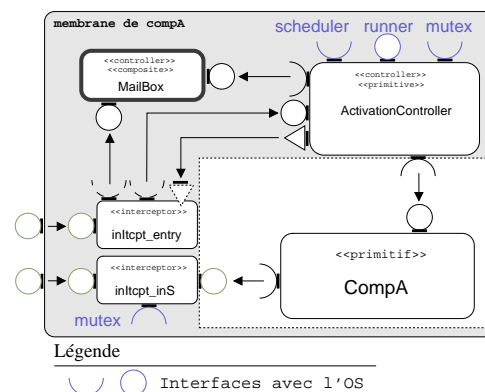 membrane de compA
scheduler runner mutex
<<controller>>
<<composite>>
MailBox
<<controller>>
<<primitive>>
ActivationController
<<interceptor>>
inItcpt_entry
<<primitif>>
CompA
<<interceptor>>
inItcpt_inS
mutex
Légende
Interfaces avec l'OS